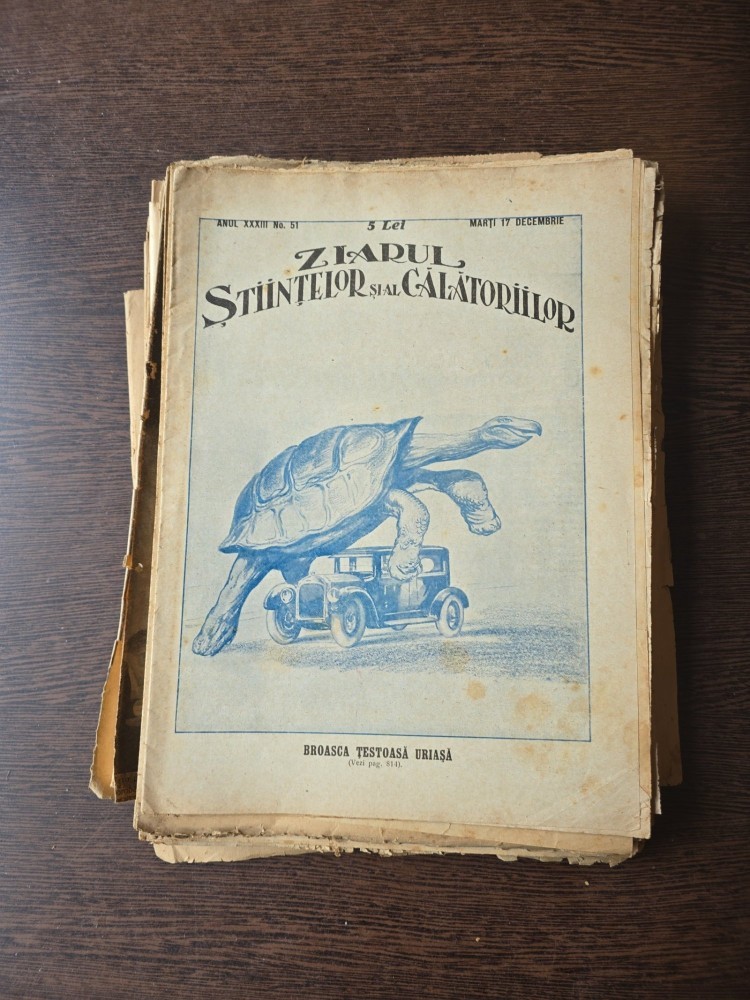 ANUL XXXIII No. 51 5 Lei MARȚI 17 DECEMBRIE
ZIARUL
ȘTIINȚELOR ȘI AL CĂLĂTORIILOR
BROASCA ȚESTOASĂ URIAȘĂ
(Vezi pag. 814).